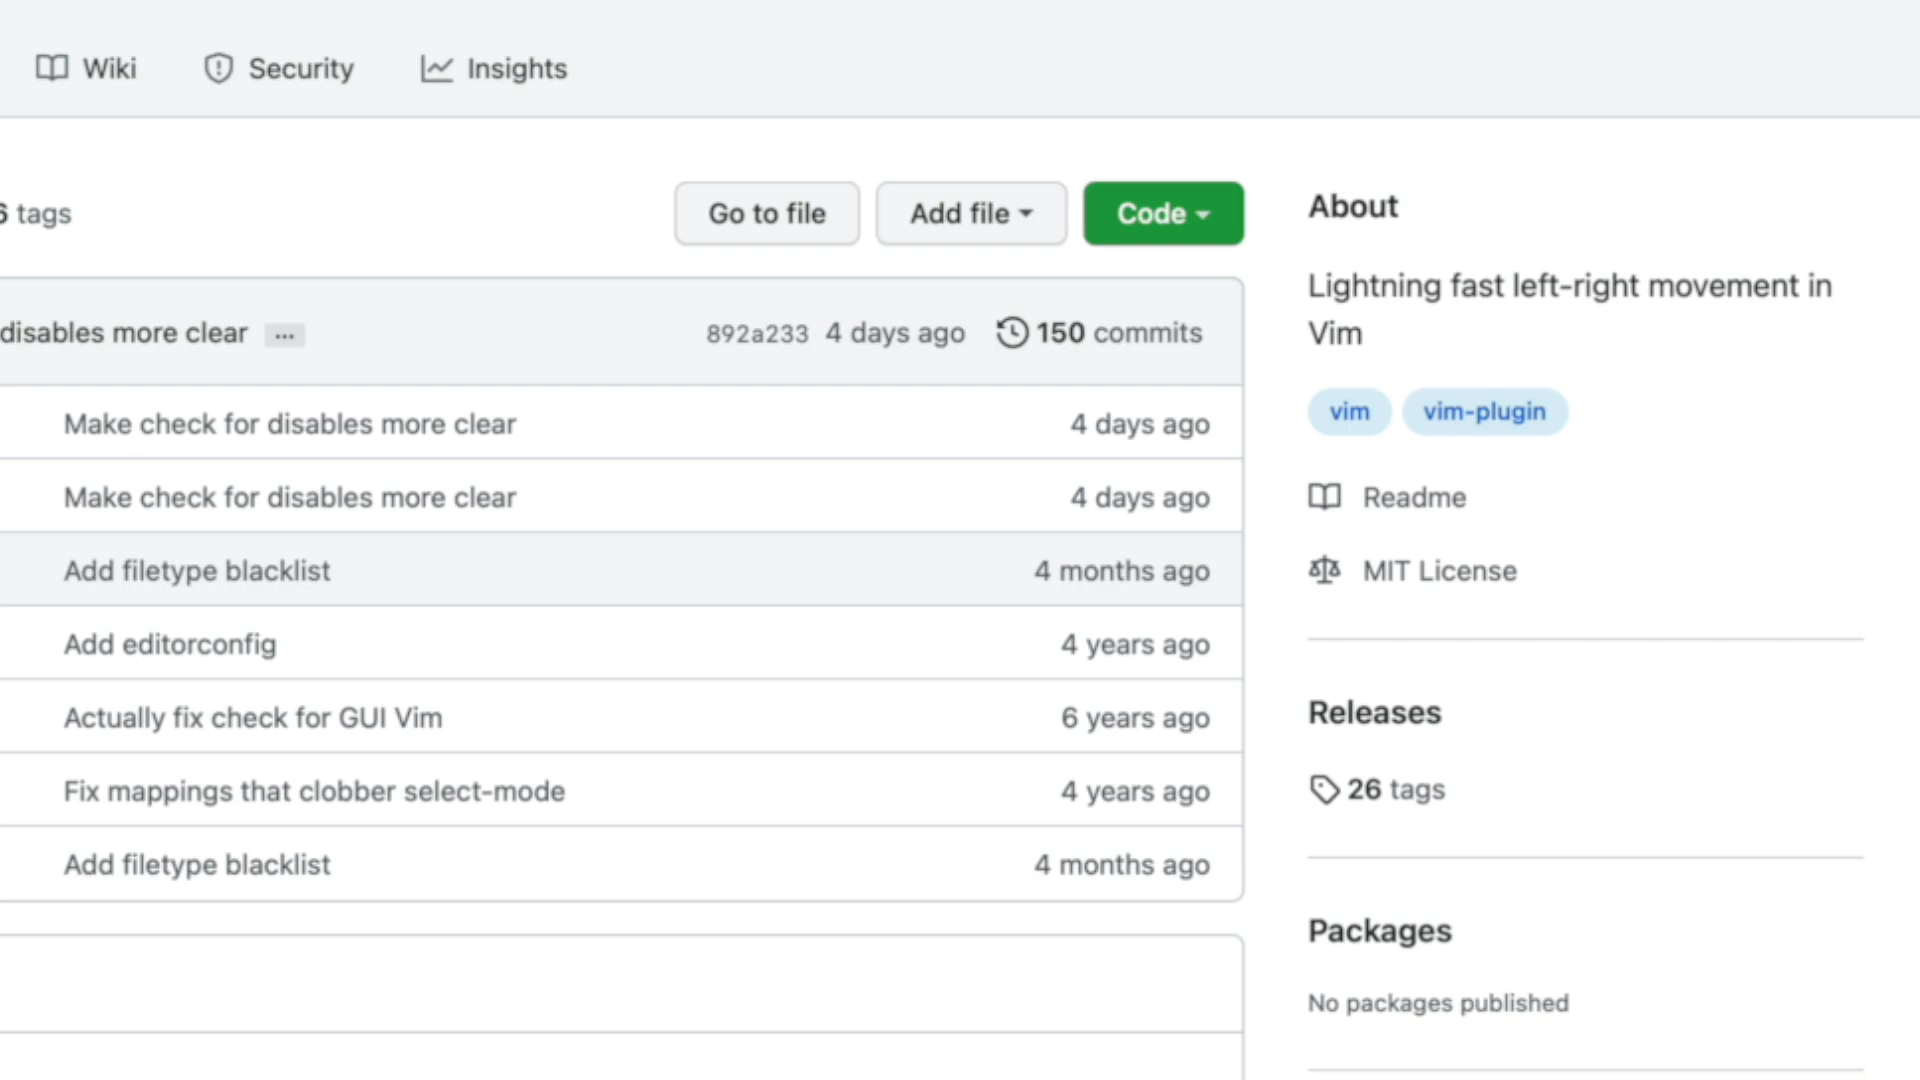 Wiki Security Insights
6 tags Go to file Add file Code
About
Lightning fast left-right movement in
Vim
disables more clear ... 892a233 4 days ago 150 commits
Make check for disables more clear 4 days ago
Make check for disables more clear 4 days ago
Add filetype blacklist 4 months ago
Add editorconfig 4 years ago
Actually fix check for GUI Vim 6 years ago
Fix mappings that clobber select-mode 4 years ago
Add filetype blacklist 4 months ago
vim vim-plugin
Readme
MIT License
Releases
26 tags
Packages
No packages published